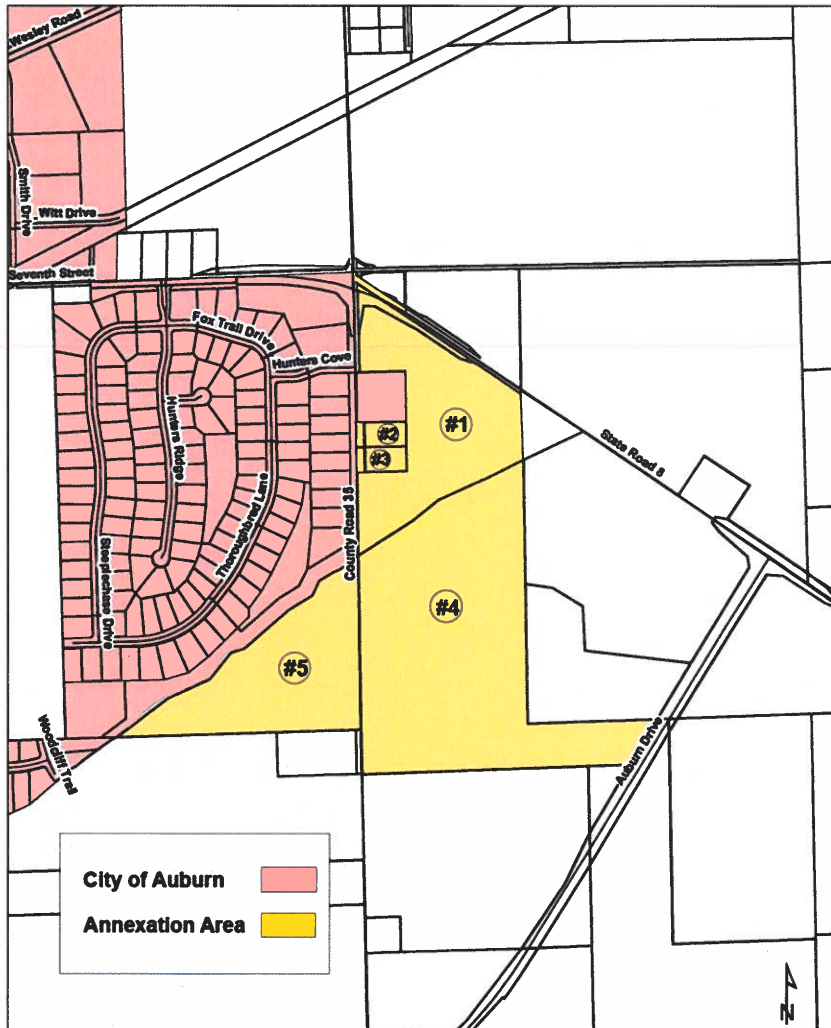 Wesley Road
Smith Drive
Witt Drive
Seventh Street
Fox Trail Drive
Hunters Cove
Hunters Ridge
#1
#2
#3
State Road 8
Thoroughbred Lane
County Road 35
Steeplechase Drive
#4
#5
Woodcliff Trail
Auburn Drive
City of Auburn
Annexation Area
N